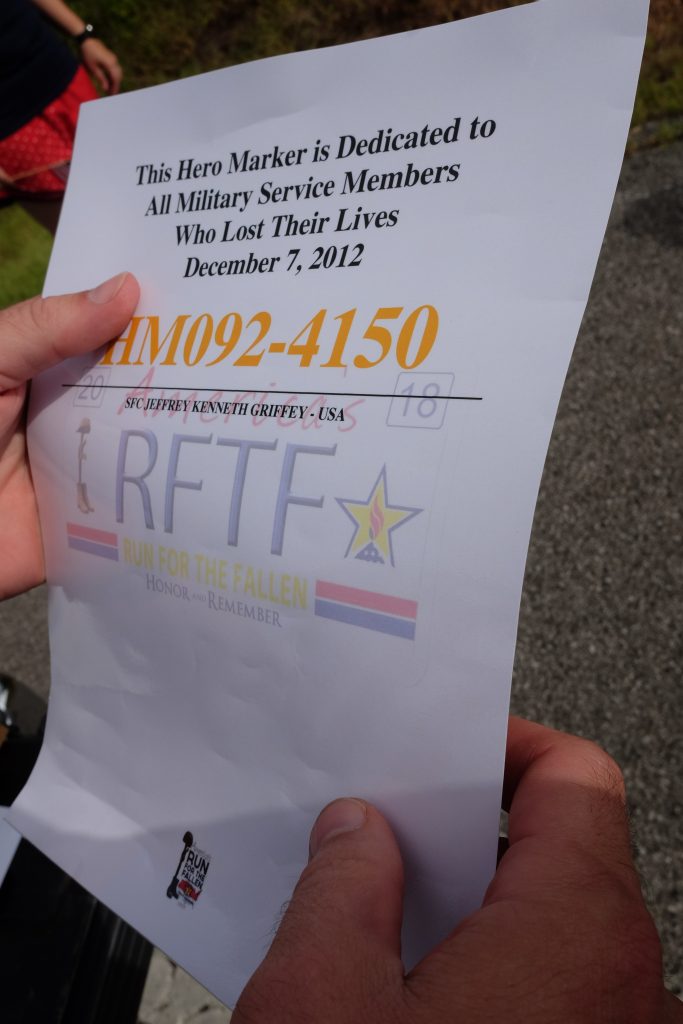 This Hero Marker is Dedicated to
All Military Service Members
Who Lost Their Lives
December 7, 2012
HM092-4150
20 America's 18
SFC JEFFREY KENNETH GRIFFEY - USA
RFTF
RUN FOR THE FALLEN
HONOR AND REMEMBER
RUN
FOR THE
FALLEN